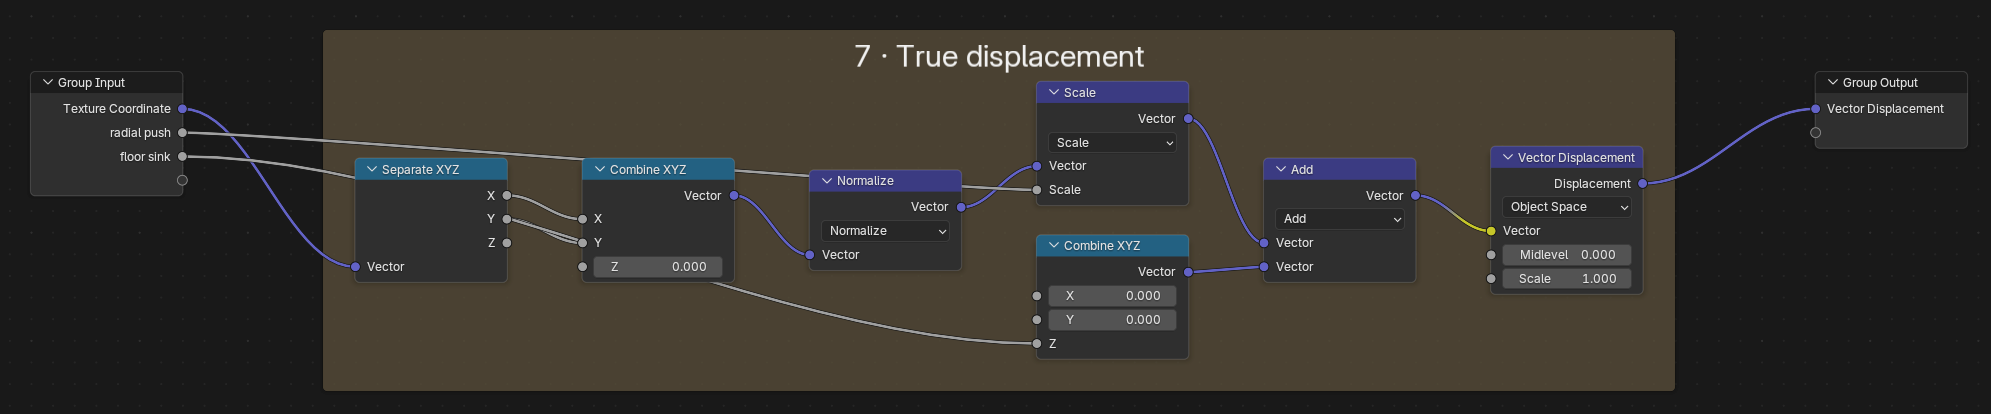 7 · True displacement
Group Input
Texture Coordinate
radial push
floor sink
Separate XYZ
X
Y
Z
Vector
Combine XYZ
Vector
X
Y
Z 0.000
Normalize
Vector
Normalize
Vector
Scale
Vector
Scale
Vector
Scale
Combine XYZ
Vector
X 0.000
Y 0.000
Z
Add
Vector
Add
Vector
Vector
Vector Displacement
Displacement
Object Space
Vector
Midlevel 0.000
Scale 1.000
Group Output
Vector Displacement